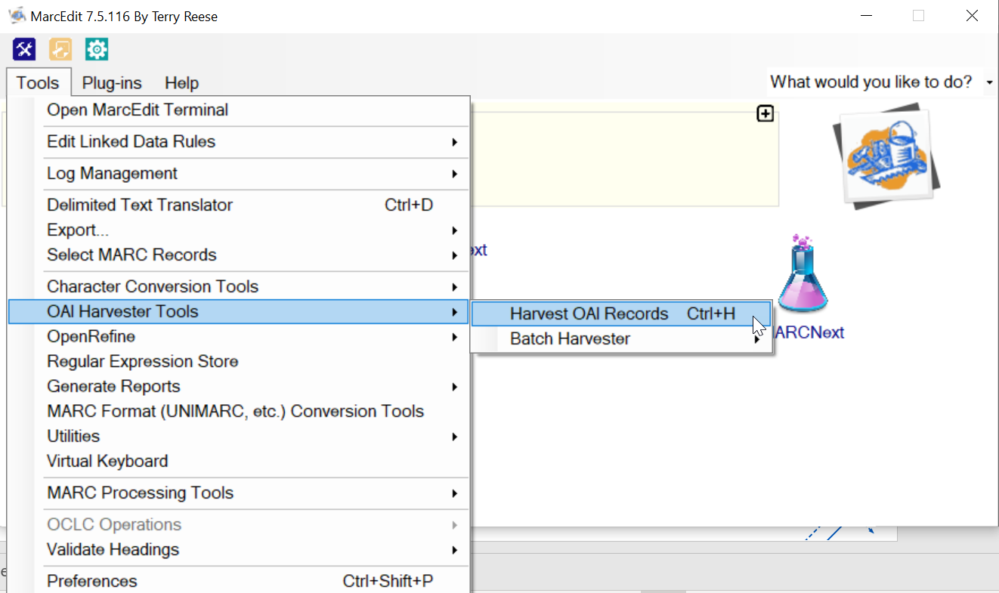 MarcEdit 7.5.116 By Terry Reese
Tools Plug-ins Help What would you like to do?
Open MarcEdit Terminal
Edit Linked Data Rules
Log Management
Delimited Text Translator Ctrl+D
Export...
Select MARC Records
Character Conversion Tools
OAI Harvester Tools
Harvest OAI Records Ctrl+H
Batch Harvester
ARCNext
OpenRefine
Regular Expression Store
Generate Reports
MARC Format (UNIMARC, etc.) Conversion Tools
Utilities
Virtual Keyboard
MARC Processing Tools
OCLC Operations
Validate Headings
Preferences Ctrl+Shift+P